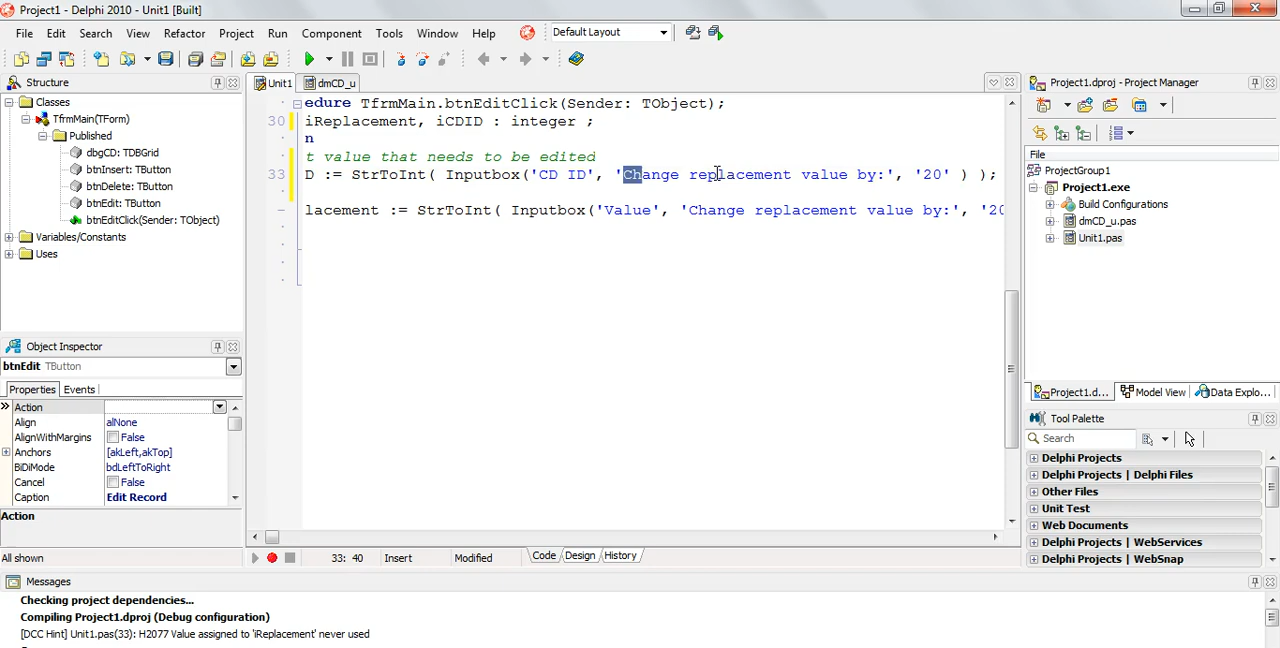 Project1 - Delphi 2010 - Unit1 [Built]
File Edit Search View Refactor Project Run Component Tools Window Help Default Layout
Structure
Classes
TfrmMain(TForm)
Published
dbgCD: TDBGrid
btnInsert: TButton
btnDelete: TButton
btnEdit: TButton
btnEditClick(Sender: TObject)
Variables/Constants
Uses
Object Inspector
btnEdit TButton
Properties Events
Action
Align alNone
AlignWithMargins False
Anchors [akLeft,akTop]
BiDiMode bdLeftToRight
Cancel False
Caption Edit Record
Action
All shown
Unit1 dmCD_u
edure TfrmMain.btnEditClick(Sender: TObject);
30 iReplacement, iCDID : integer ;
n
t value that needs to be edited
33 D := StrToInt( Inputbox('CD ID', 'Change replacement value by:', '20' ) );
lacement := StrToInt( Inputbox('Value', 'Change replacement value by:', '20
33: 40 Insert Modified Code Design History
Project1.dproj - Project Manager
File
ProjectGroup1
Project1.exe
Build Configurations
dmCD_u.pas
Unit1.pas
Project1.d... Model View Data Explo...
Tool Palette
Search
Delphi Projects
Delphi Projects | Delphi Files
Other Files
Unit Test
Web Documents
Delphi Projects | WebServices
Delphi Projects | WebSnap
Messages
Checking project dependencies...
Compiling Project1.dproj (Debug configuration)
[DCC Hint] Unit1.pas(33): H2077 Value assigned to 'iReplacement' never used